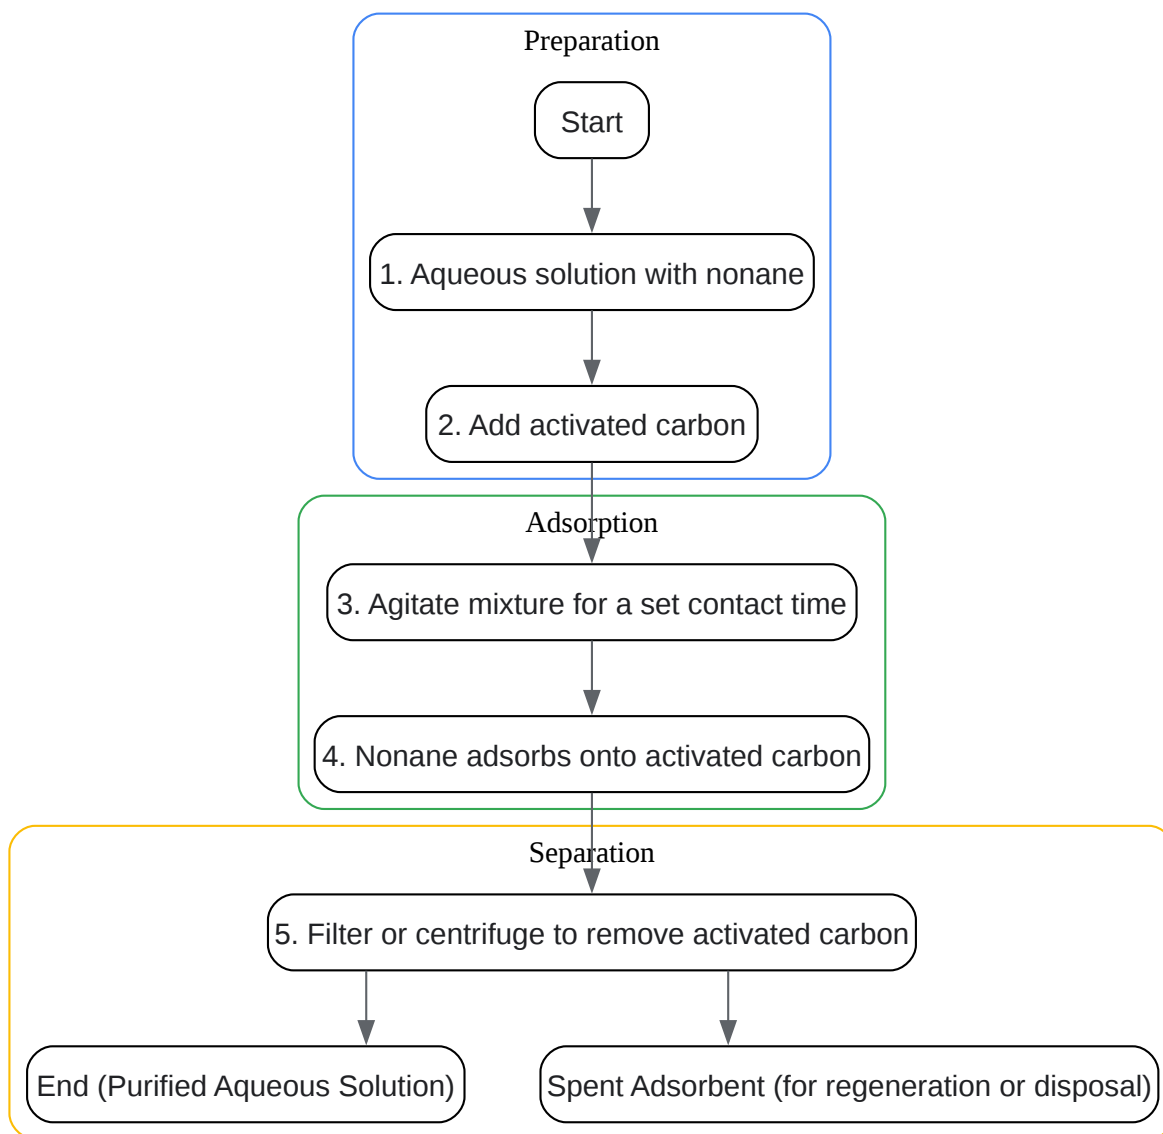 Preparation
Start
1. Aqueous solution with nonane
2. Add activated carbon
Adsorption
3. Agitate mixture for a set contact time
4. Nonane adsorbs onto activated carbon
Separation
5. Filter or centrifuge to remove activated carbon
End (Purified Aqueous Solution)
Spent Adsorbent (for regeneration or disposal)